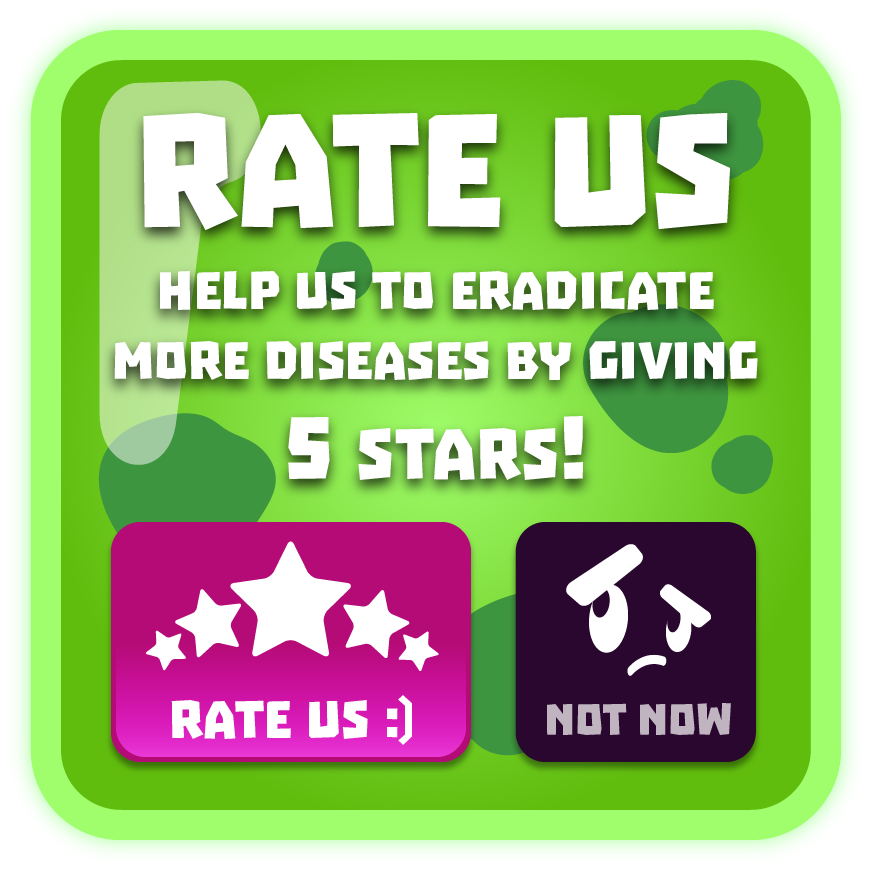 RATE US
HELP US TO ERADICATE
MORE DISEASES BY GIVING
5 STARS!
RATE US :)
NOT NOW